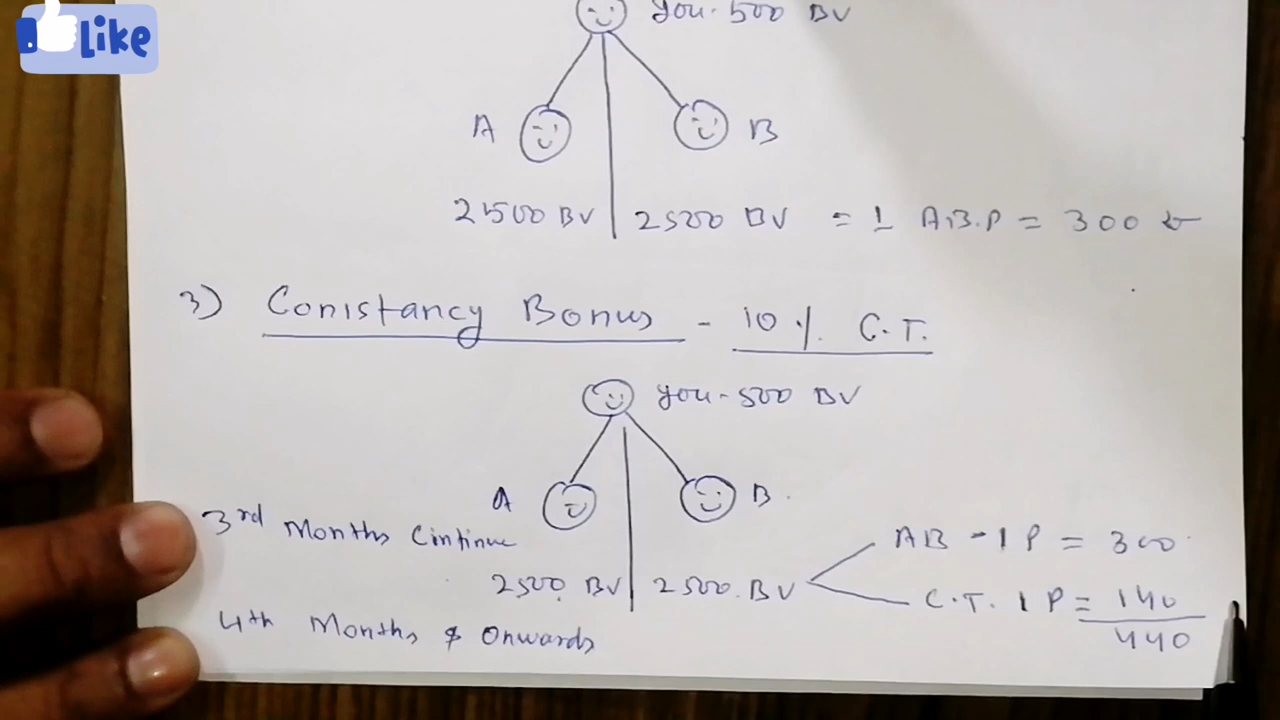 Like
you - 500 BV
A B
2500 BV 2500 BV = 1 A.B.P = 300
3) Conistancy Bonus - 10 % C.T.
you - 500 BV
A B.
3rd Months Cintinue
AB - 1 P = 300
2500. BV 2500. BV
C.T. 1 P = 140
4th Months & Onwards
440